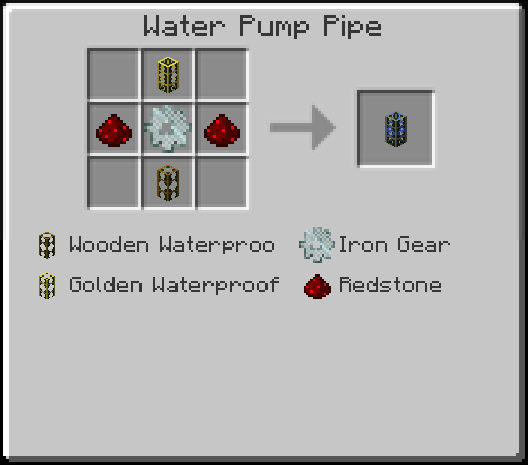 Water Pump Pipe
Wooden Waterproo Iron Gear
Golden Waterproof Redstone